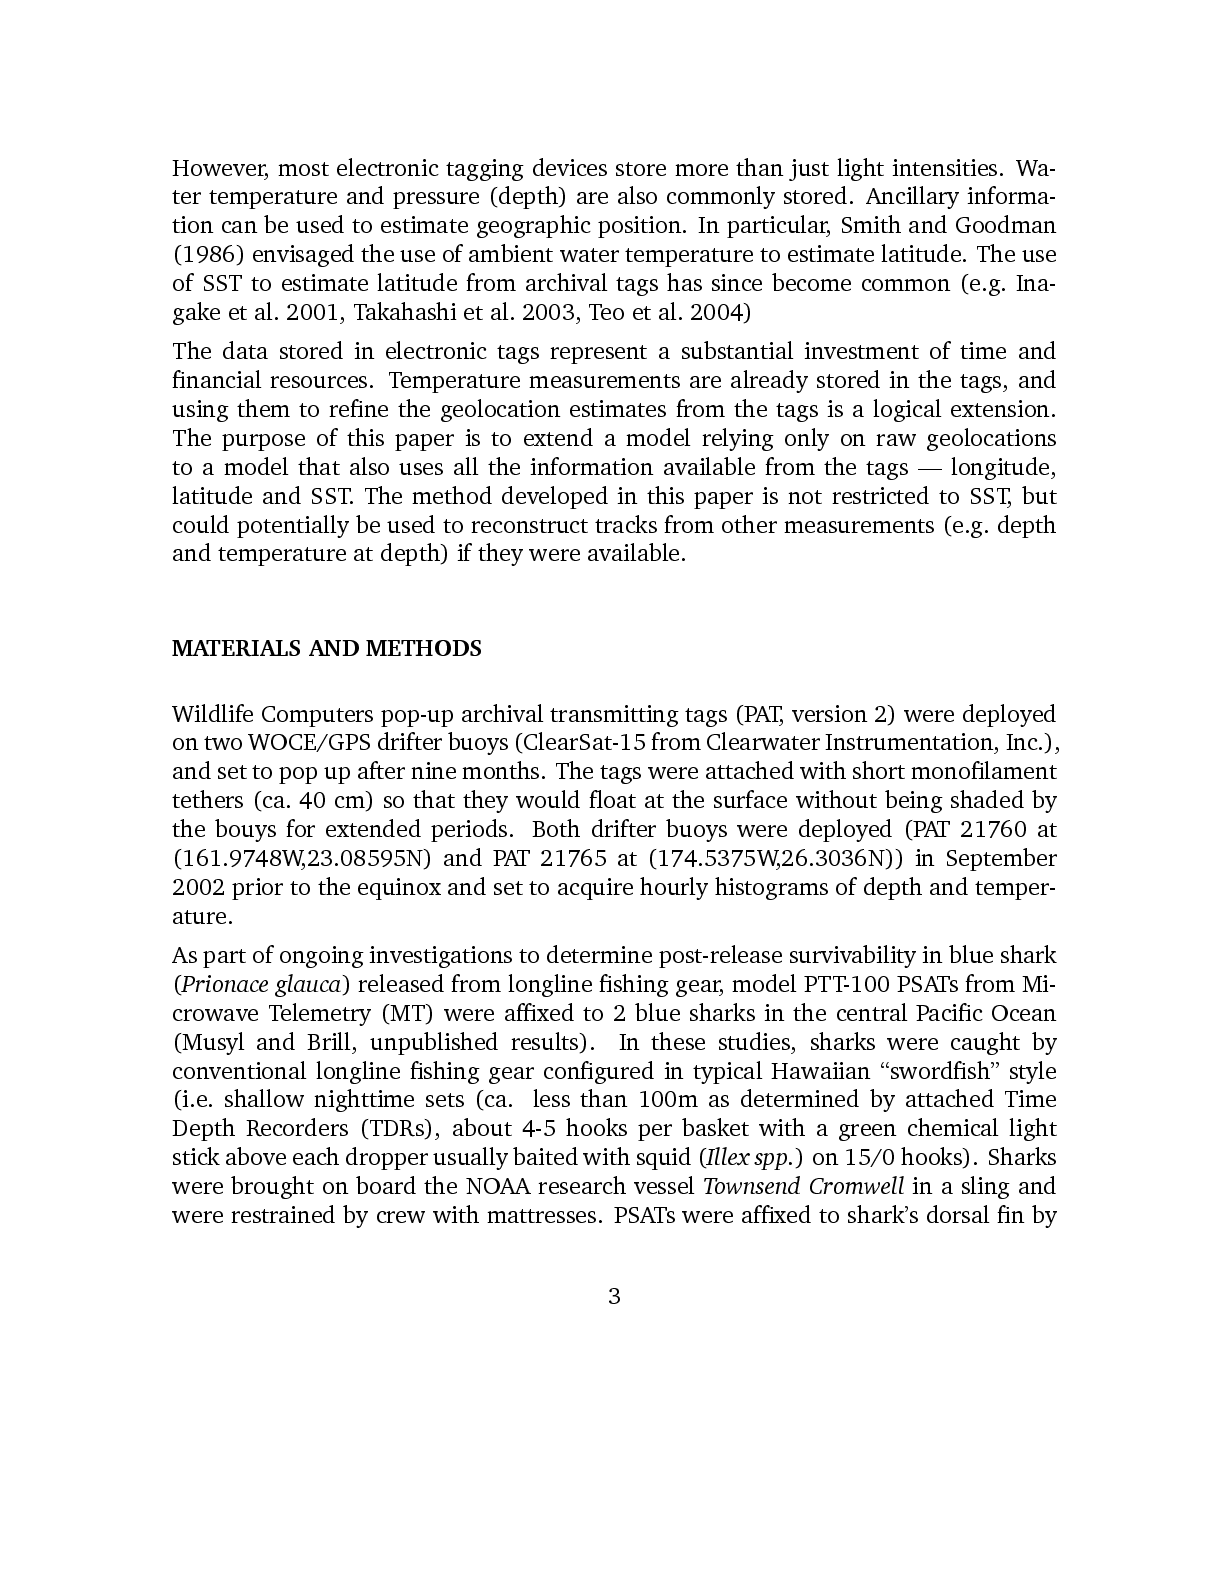 However, most electronic tagging devices store more than just light intensities. Wa-
ter temperature and pressure (depth) are also commonly stored. Ancillary informa-
tion can be used to estimate geographic position. In particular, Smith and Goodman
(1986) envisaged the use of ambient water temperature to estimate latitude. The use
of SST to estimate latitude from archival tags has since become common (e.g. Ina-
gake et al. 2001, Takahashi et al. 2003, Teo et al. 2004)
The data stored in electronic tags represent a substantial investment of time and
financial resources. Temperature measurements are already stored in the tags, and
using them to refine the geolocation estimates from the tags is a logical extension.
The purpose of this paper is to extend a model relying only on raw geolocations
to a model that also uses all the information available from the tags — longitude,
latitude and SST. The method developed in this paper is not restricted to SST, but
could potentially be used to reconstruct tracks from other measurements (e.g. depth
and temperature at depth) if they were available.
MATERIALS AND METHODS
Wildlife Computers pop-up archival transmitting tags (PAT, version 2) were deployed
on two WOCE/GPS drifter buoys (ClearSat-15 from Clearwater Instrumentation, Inc.),
and set to pop up after nine months. The tags were attached with short monofilament
tethers (ca. 40 cm) so that they would float at the surface without being shaded by
the bouys for extended periods. Both drifter buoys were deployed (PAT 21760 at
(161.9748W,23.08595N) and PAT 21765 at (174.5375W,26.3036N)) in September
2002 prior to the equinox and set to acquire hourly histograms of depth and temper-
ature.
As part of ongoing investigations to determine post-release survivability in blue shark
(Prionace glauca) released from longline fishing gear, model PTT-100 PSATs from Mi-
crowave Telemetry (MT) were affixed to 2 blue sharks in the central Pacific Ocean
(Musyl and Brill, unpublished results). In these studies, sharks were caught by
conventional longline fishing gear configured in typical Hawaiian “swordfish” style
(i.e. shallow nighttime sets (ca. less than 100m as determined by attached Time
Depth Recorders (TDRs), about 4-5 hooks per basket with a green chemical light
stick above each dropper usually baited with squid (Illex spp.) on 15/0 hooks). Sharks
were brought on board the NOAA research vessel Townsend Cromwell in a sling and
were restrained by crew with mattresses. PSATs were affixed to shark’s dorsal fin by
3